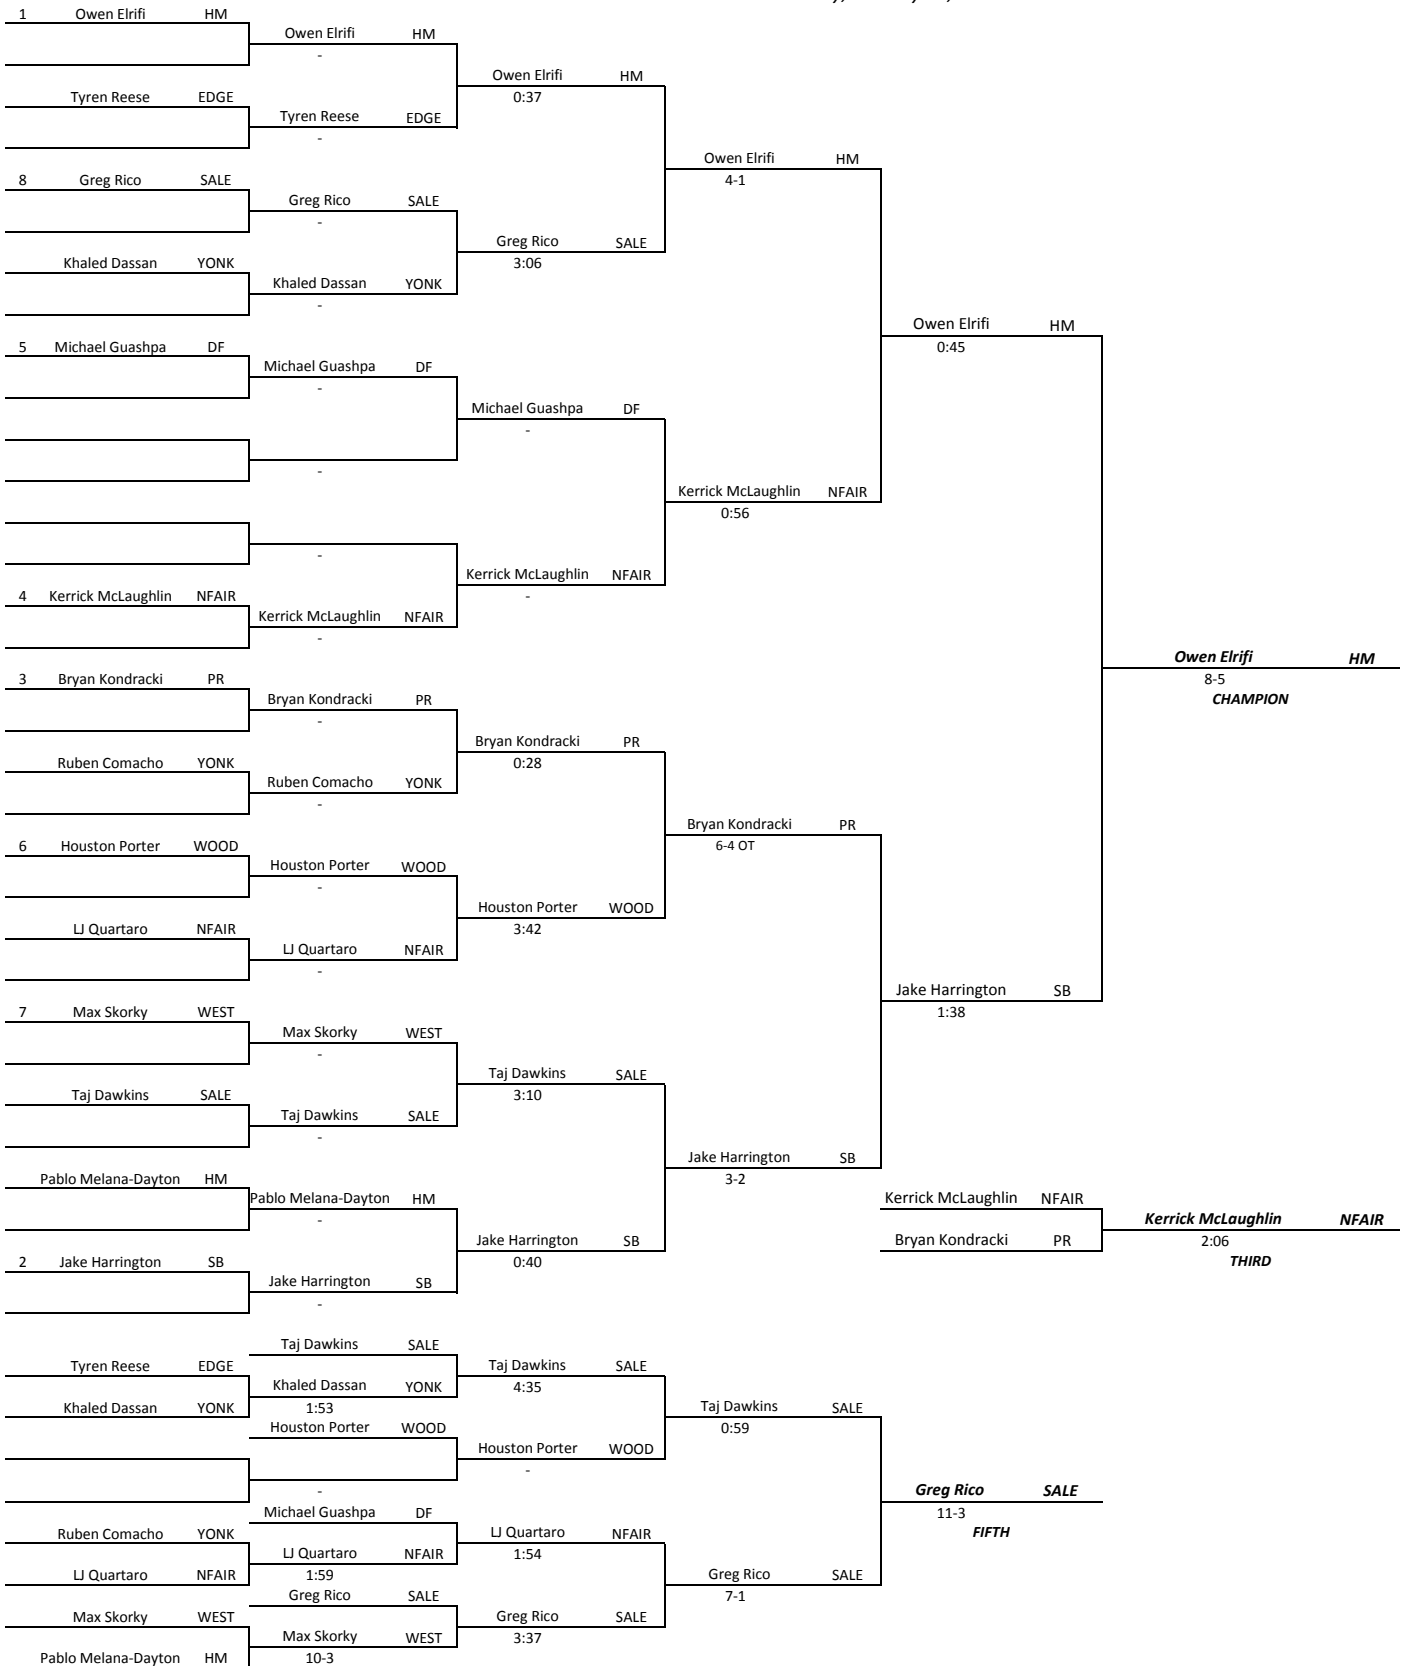 1 Owen Elrifi HM
Owen Elrifi HM
-
Owen Elrifi HM
0:37
Tyren Reese EDGE
Tyren Reese EDGE
-
Owen Elrifi HM
4-1
8 Greg Rico SALE
Greg Rico SALE
-
Greg Rico SALE
3:06
Khaled Dassan YONK
Khaled Dassan YONK
-
Owen Elrifi HM
0:45
5 Michael Guashpa DF
Michael Guashpa DF
-
Michael Guashpa DF
-
-
Kerrick McLaughlin NFAIR
0:56
-
Kerrick McLaughlin NFAIR
-
4 Kerrick McLaughlin NFAIR
Kerrick McLaughlin NFAIR
-
Owen Elrifi HM
8-5
CHAMPION
3 Bryan Kondracki PR
Bryan Kondracki PR
-
Bryan Kondracki PR
0:28
Ruben Comacho YONK
Ruben Comacho YONK
-
Bryan Kondracki PR
6-4 OT
6 Houston Porter WOOD
Houston Porter WOOD
-
Houston Porter WOOD
3:42
LJ Quartaro NFAIR
LJ Quartaro NFAIR
-
Jake Harrington SB
1:38
7 Max Skorky WEST
Max Skorky WEST
-
Taj Dawkins SALE
3:10
Taj Dawkins SALE
Taj Dawkins SALE
-
Jake Harrington SB
3-2
Pablo Melana-Dayton HM
Pablo Melana-Dayton HM
-
Jake Harrington SB
0:40
2 Jake Harrington SB
Jake Harrington SB
-
Kerrick McLaughlin NFAIR
Kerrick McLaughlin NFAIR
2:06
THIRD
Bryan Kondracki PR
Taj Dawkins SALE
Tyren Reese EDGE
Taj Dawkins SALE
4:35
Khaled Dassan YONK
1:53
Khaled Dassan YONK
Taj Dawkins SALE
0:59
Houston Porter WOOD
Houston Porter WOOD
-
-
Greg Rico SALE
11-3
FIFTH
Michael Guashpa DF
Ruben Comacho YONK
LJ Quartaro NFAIR
1:54
LJ Quartaro NFAIR
1:59
LJ Quartaro NFAIR
Greg Rico SALE
7-1
Greg Rico SALE
Max Skorky WEST
Greg Rico SALE
3:37
Max Skorky WEST
10-3
Pablo Melana-Dayton HM